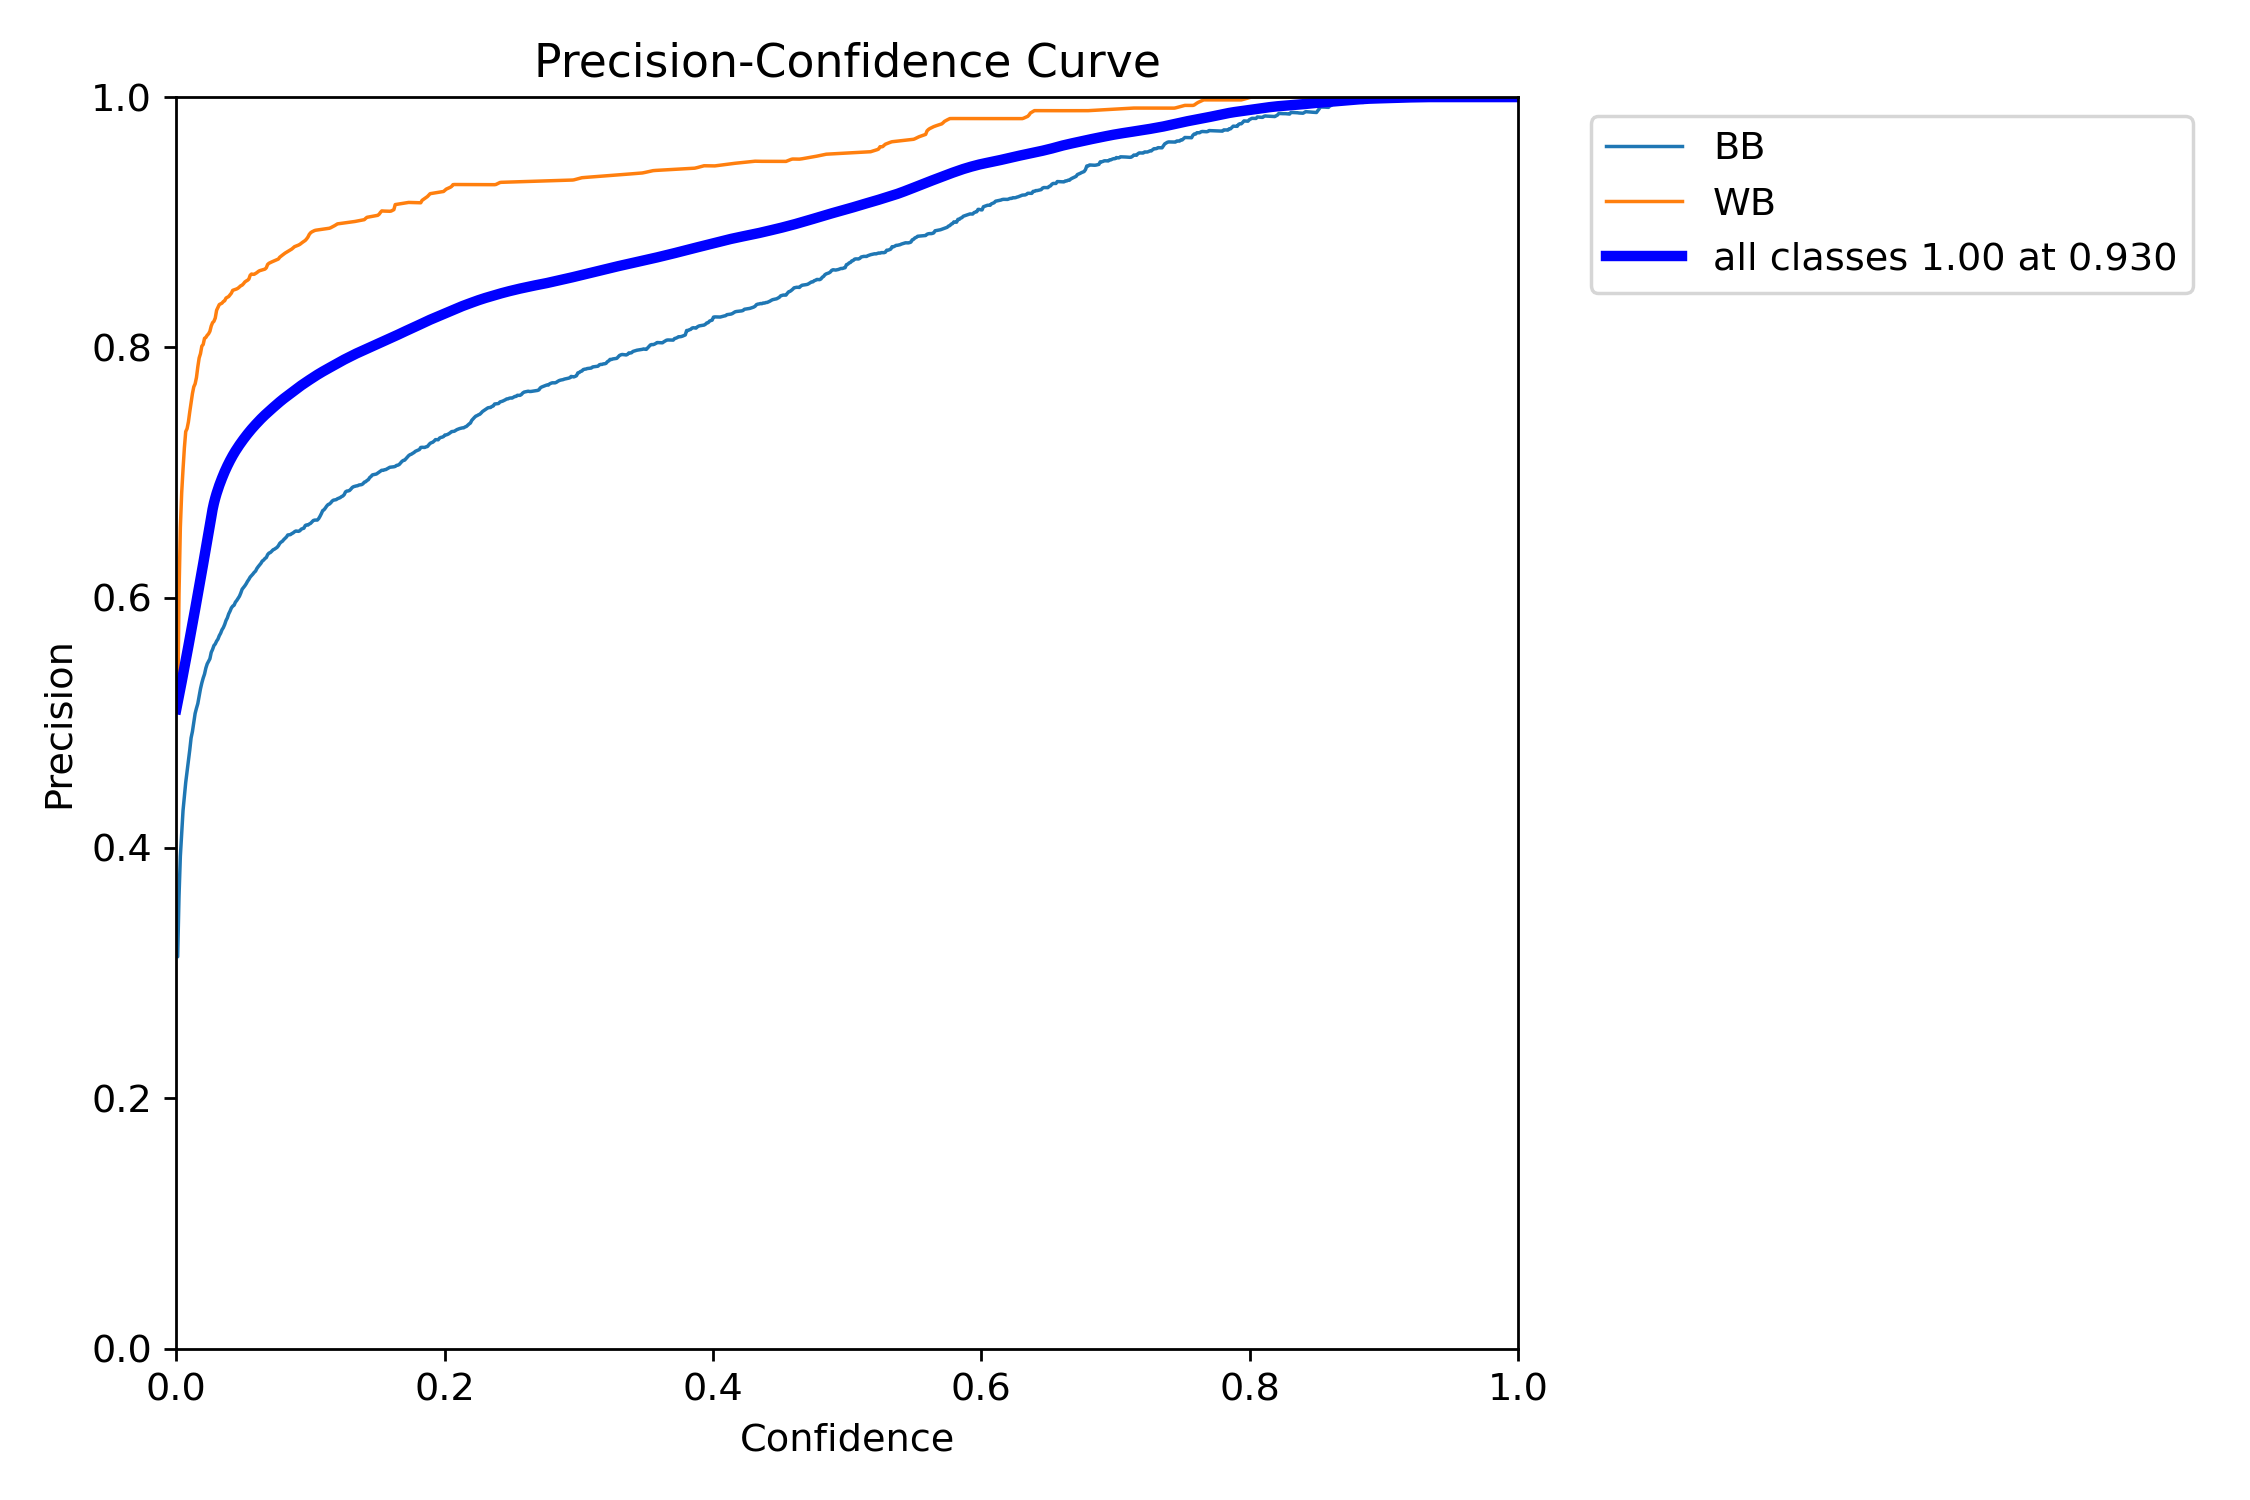 Precision-Confidence Curve
1.0
0.8
0.6
0.4
0.2
0.0
Precision
0.0 0.2 0.4 0.6 0.8 1.0
Confidence
BB
WB
all classes 1.00 at 0.930